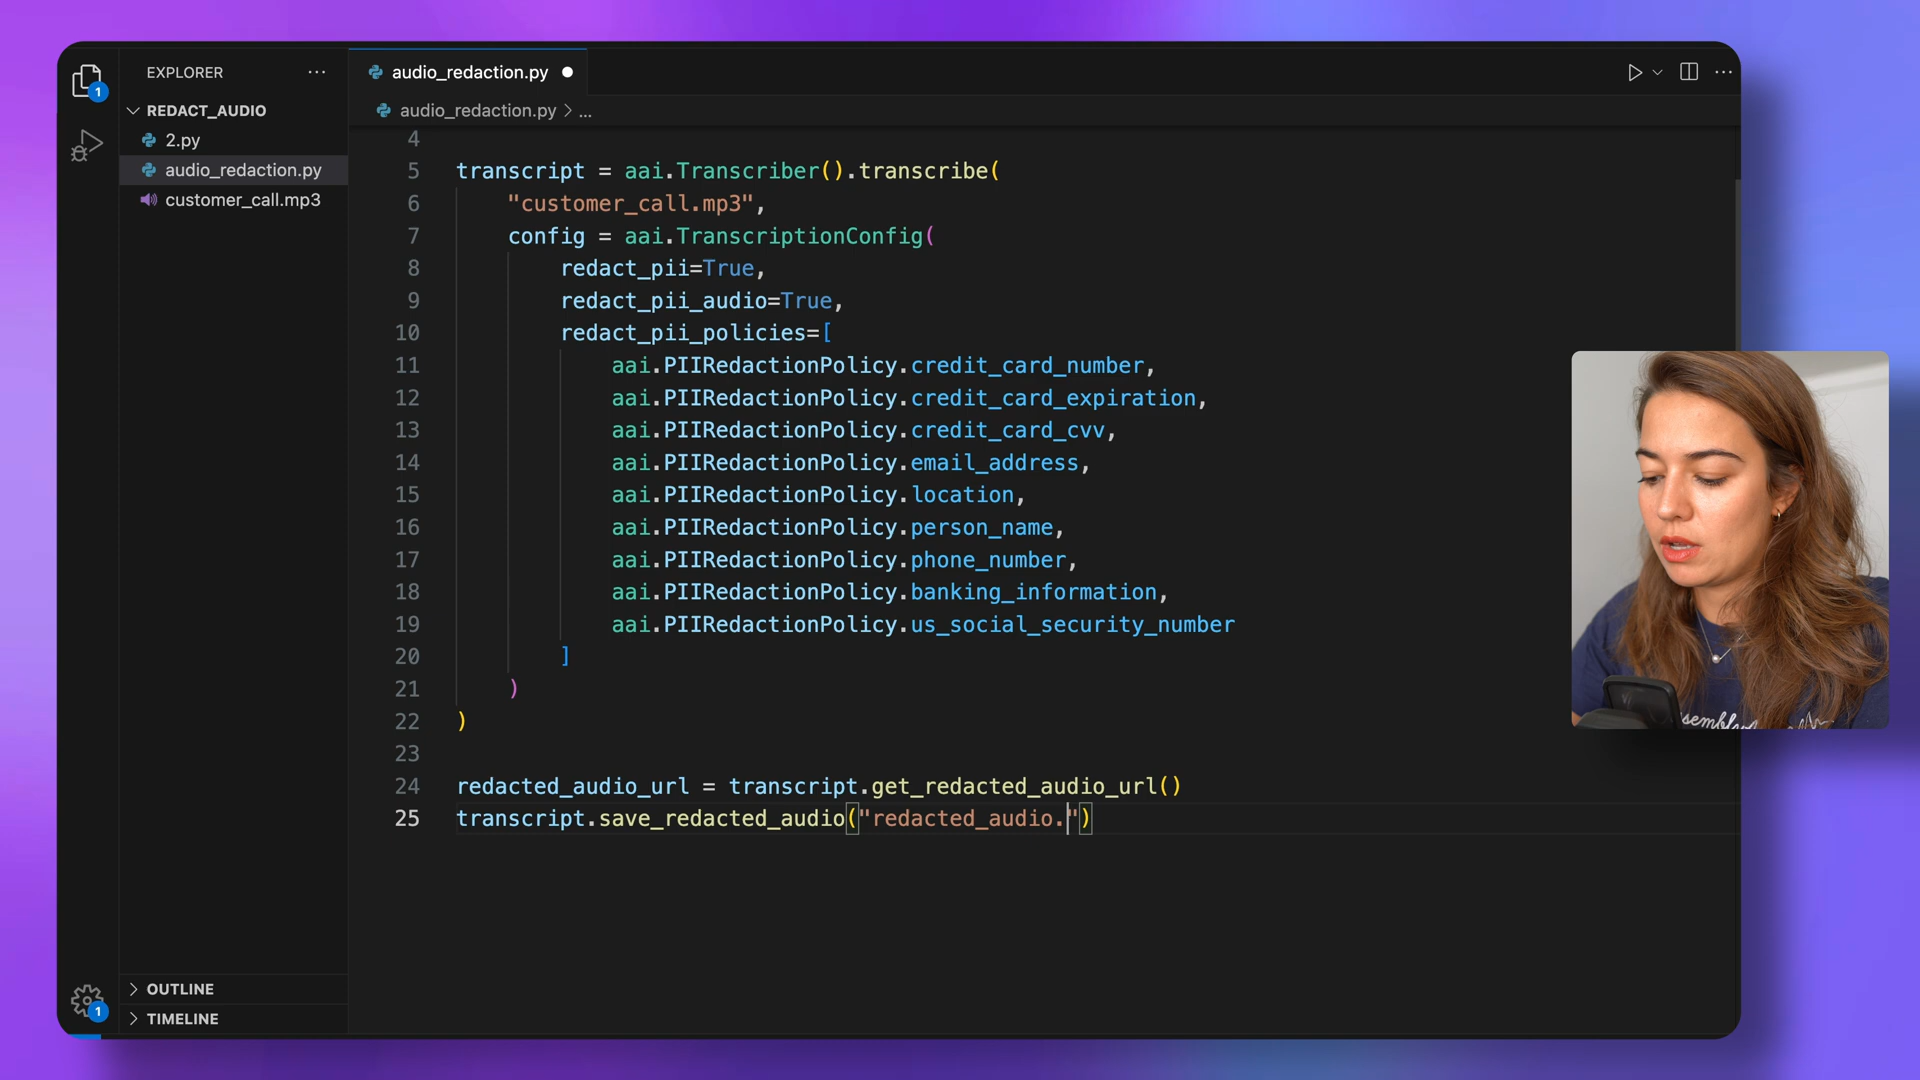 EXPLORER
REDACT_AUDIO
2.py
audio_redaction.py
customer_call.mp3
OUTLINE
TIMELINE
1
1
audio_redaction.py
audio_redaction.py > ...
4
5 transcript = aai.Transcriber().transcribe(
6 "customer_call.mp3",
7 config = aai.TranscriptionConfig(
8 redact_pii=True,
9 redact_pii_audio=True,
10 redact_pii_policies=[
11 aai.PIIRedactionPolicy.credit_card_number,
12 aai.PIIRedactionPolicy.credit_card_expiration,
13 aai.PIIRedactionPolicy.credit_card_cvv,
14 aai.PIIRedactionPolicy.email_address,
15 aai.PIIRedactionPolicy.location,
16 aai.PIIRedactionPolicy.person_name,
17 aai.PIIRedactionPolicy.phone_number,
18 aai.PIIRedactionPolicy.banking_information,
19 aai.PIIRedactionPolicy.us_social_security_number
20 ]
21 )
22 )
23
24 redacted_audio_url = transcript.get_redacted_audio_url()
25 transcript.save_redacted_audio("redacted_audio.")